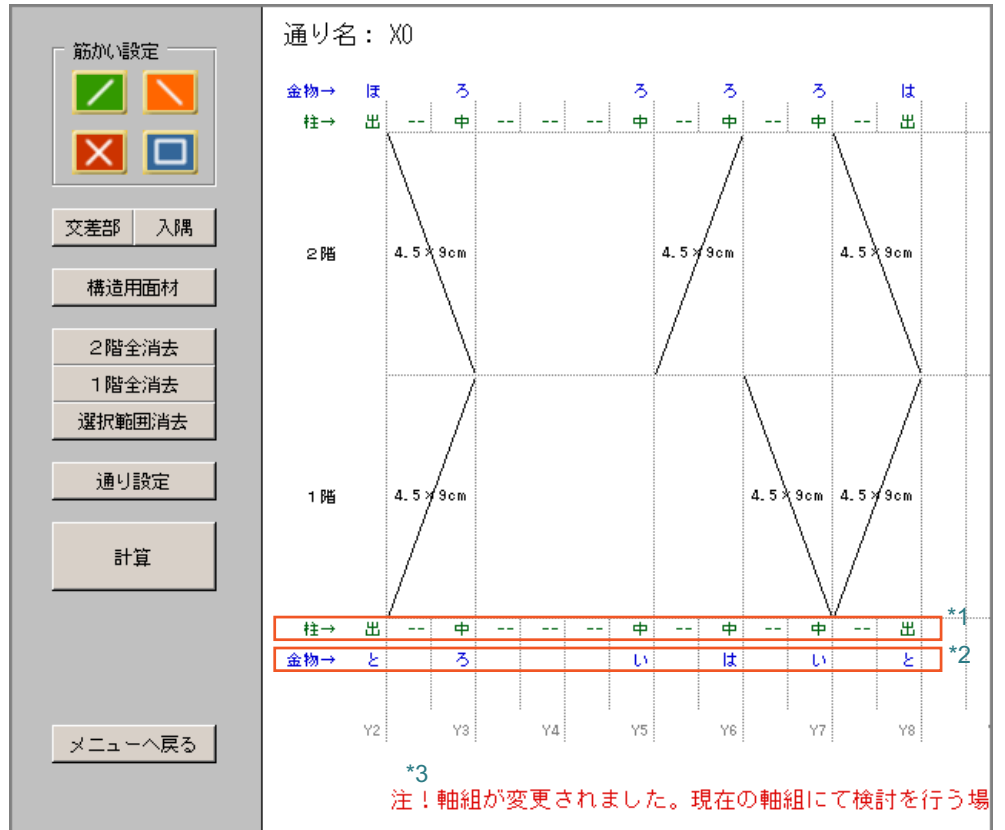 筋かい設定
交差部 入隅
構造用面材
２階全消去
１階全消去
選択範囲消去
通り設定
計算
メニューへ戻る
通り名： X0
金物→ ほ ろ ろ ろ ろ は
柱→ 出 -- 中 -- -- -- 中 -- 中 -- 中 -- 出
２階 4.5×9cm 4.5×9cm 4.5×9cm
１階 4.5×9cm 4.5×9cm 4.5×9cm
柱→ 出 -- 中 -- -- -- 中 -- 中 -- 中 -- 出 *1
金物→ と ろ い は い と *2
Y2 Y3 Y4 Y5 Y6 Y7 Y8
*3
注！軸組が変更されました。現在の軸組にて検討を行う場